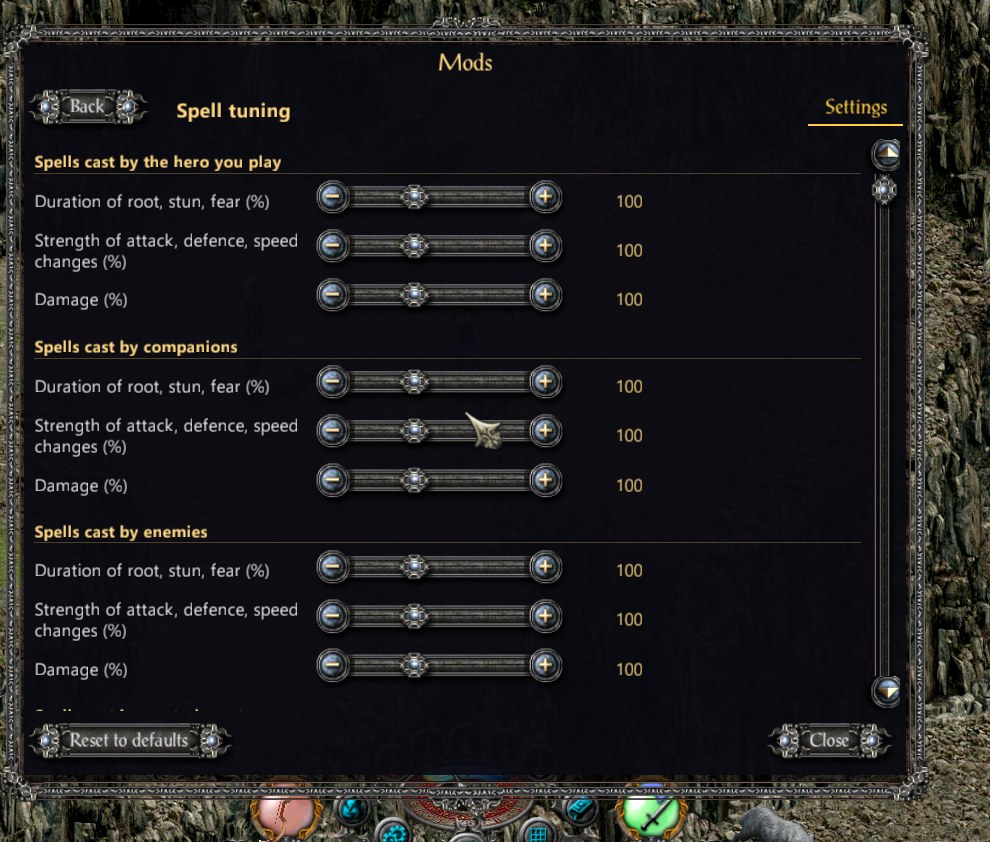 Mods
Back
Spell tuning
Settings
Spells cast by the hero you play
Duration of root, stun, fear (%)
100
Strength of attack, defence, speed
changes (%)
100
Damage (%)
100
Spells cast by companions
Duration of root, stun, fear (%)
100
Strength of attack, defence, speed
changes (%)
100
Damage (%)
100
Spells cast by enemies
Duration of root, stun, fear (%)
100
Strength of attack, defence, speed
changes (%)
100
Damage (%)
100
Reset to defaults
Close